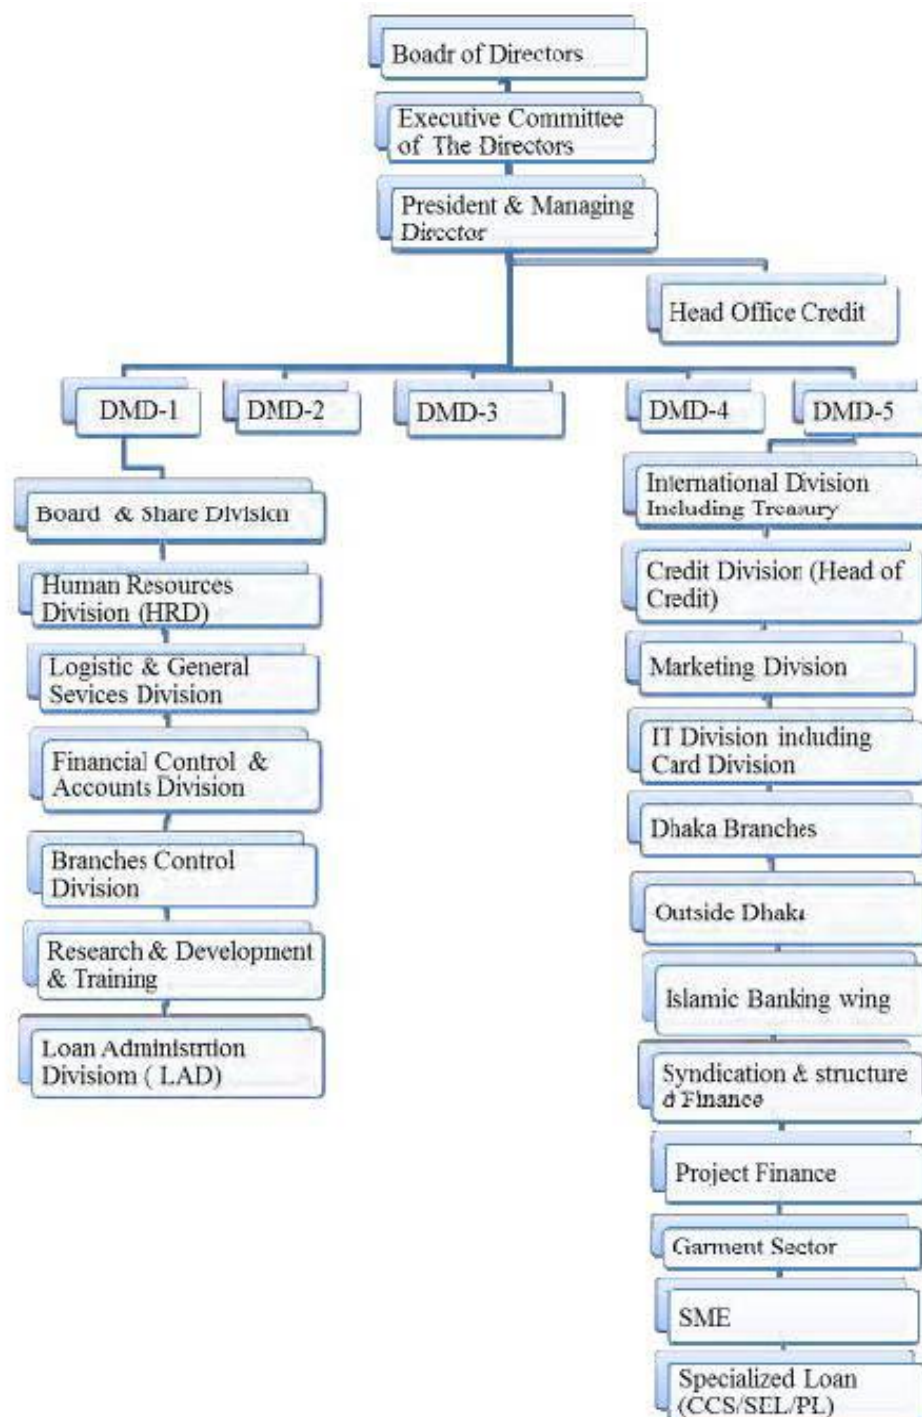 Boadr of Directors
Executive Committee
of The Directors
President & Managing
Director
Head Office Credit
DMD-1
DMD-2
DMD-3
DMD-4
DMD-5
Board & Share Division
Human Resources
Division (HRD)
Logistic & General
Sevices Division
Financial Control &
Accounts Division
Branches Control
Division
Research & Development
& Training
Loan Administrtion
Divisiom ( LAD)
International Division
Including Treasury
Credit Division (Head of
Credit)
Marketing Divsion
IT Division including
Card Division
Dhaka Branches
Outside Dhaka
Islamic Banking wing
Syndication & structure
d Finance
Project Finance
Garment Sector
SME
Specialized Loan
(CCS/SEL/PL)